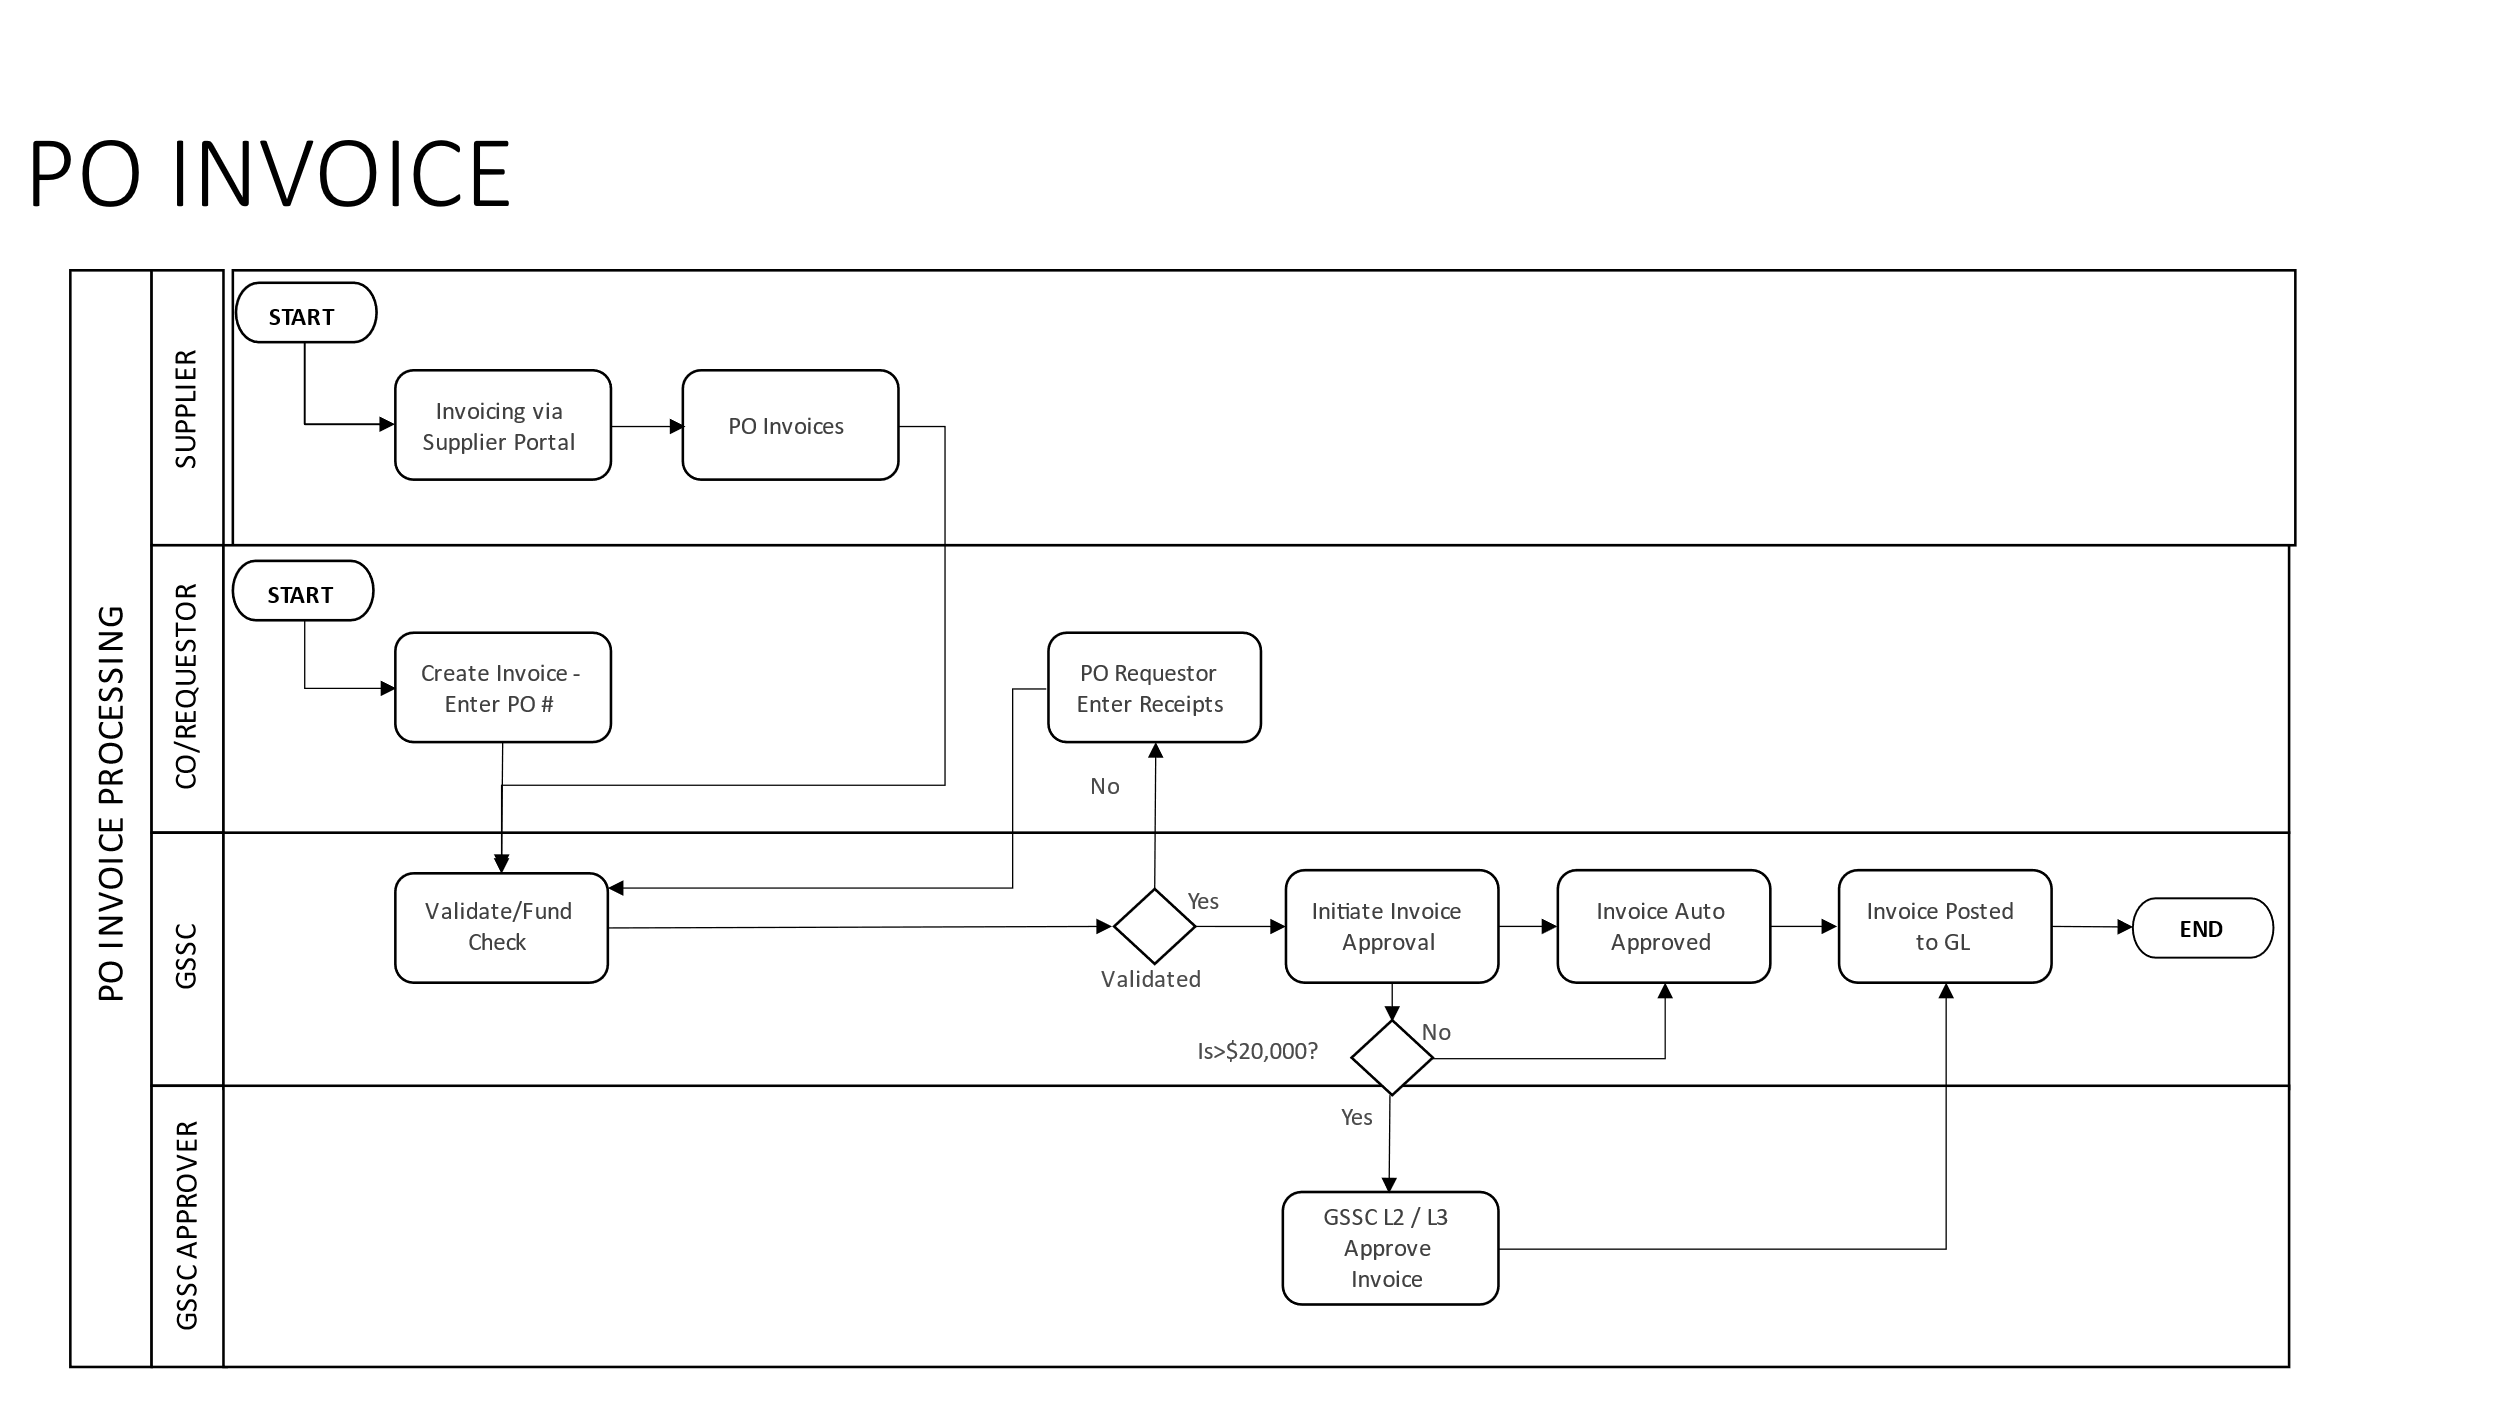 PO INVOICE
PO INVOICE PROCESSING
SUPPLIER
START
Invoicing via
Supplier Portal
PO Invoices
CO/REQUESTOR
START
Create Invoice -
Enter PO #
PO Requestor
Enter Receipts
No
GSSC
Validate/Fund
Check
Validated
Yes
Initiate Invoice
Approval
Invoice Auto
Approved
Invoice Posted
to GL
END
Is>$20,000?
No
GSSC APPROVER
Yes
GSSC L2 / L3
Approve
Invoice